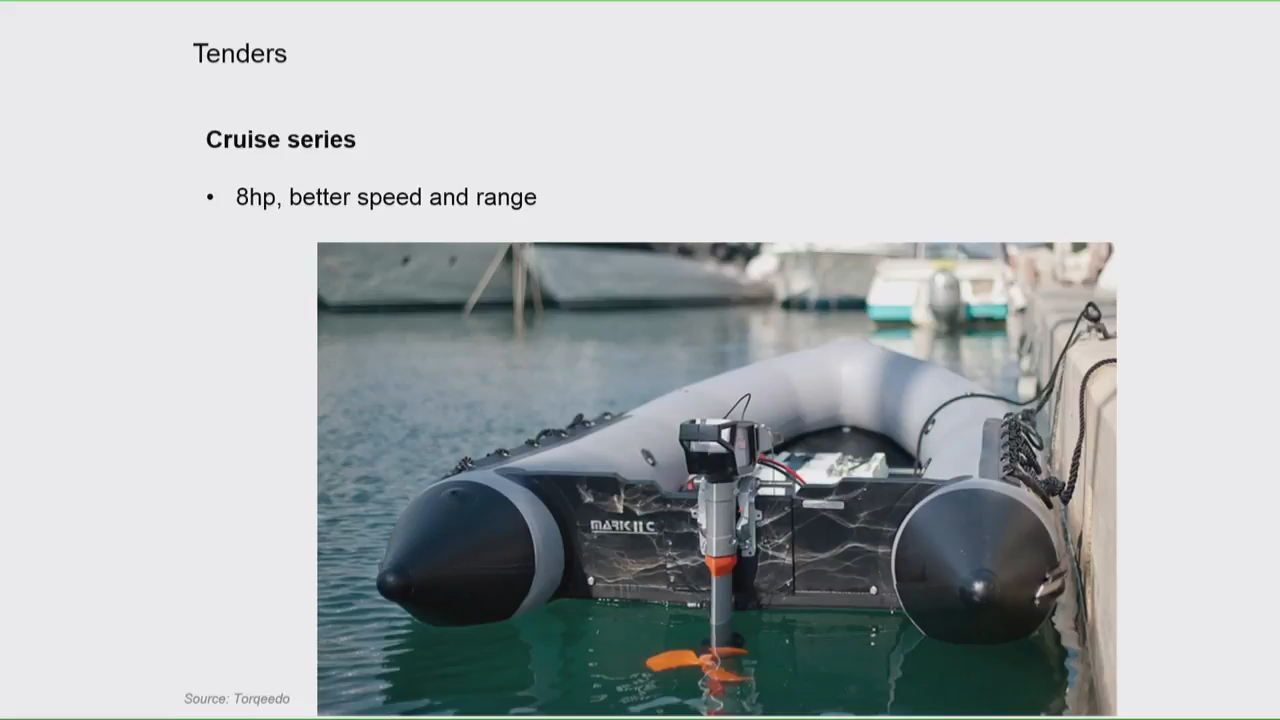 Tenders
Cruise series
• 8hp, better speed and range
MARK II C
Source: Torqeedo